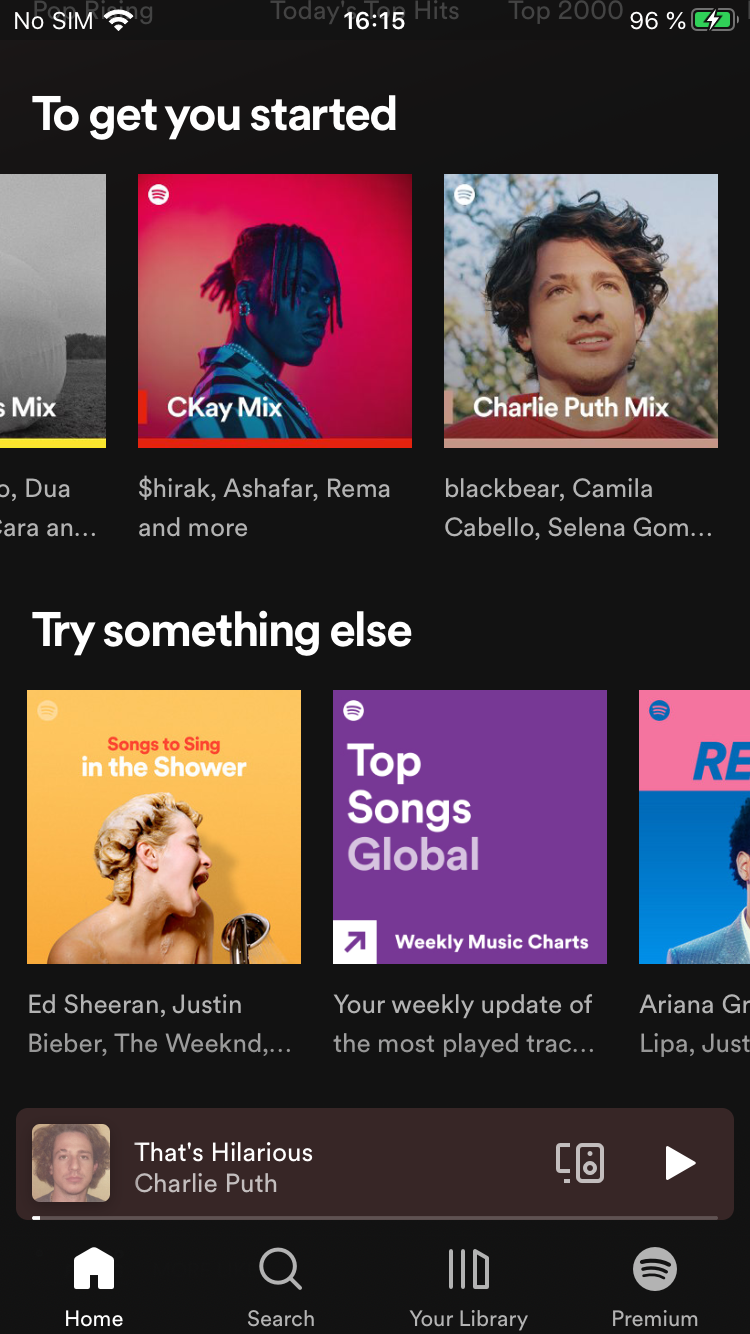 Pop Rising Today's Top Hits Top 2000
No SIM 16:15 96 %
To get you started
s Mix
CKay Mix
Charlie Puth Mix
o, Dua
Cara an...
$hirak, Ashafar, Rema
and more
blackbear, Camila
Cabello, Selena Gom...
Try something else
Songs to Sing
in the Shower
Top
Songs
Global
Weekly Music Charts
RE
Ed Sheeran, Justin
Bieber, The Weeknd,...
Your weekly update of
the most played trac...
Ariana Gr
Lipa, Just
That's Hilarious
Charlie Puth
Home Search Your Library Premium